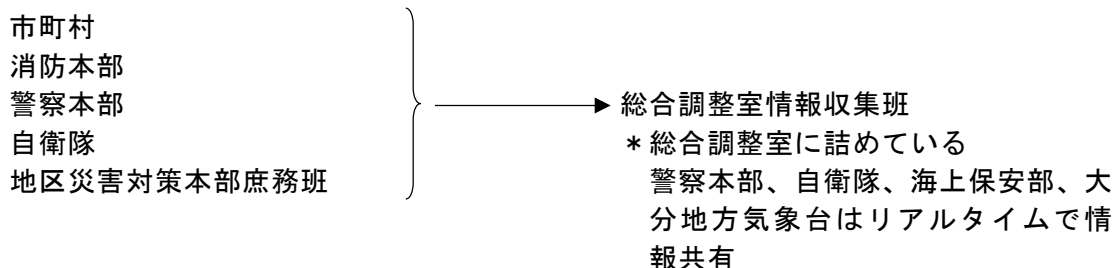 市町村
消防本部
警察本部
自衛隊
地区災害対策本部庶務班
総合調整室情報収集班
＊総合調整室に詰めている
警察本部、自衛隊、海上保安部、大
分地方気象台はリアルタイムで情
報共有